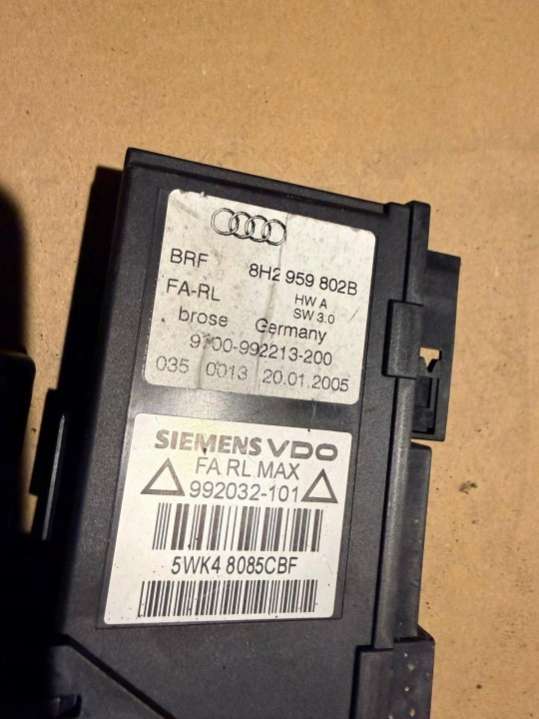 BRF 8H2 959 802B
FA-RL HW A
SW 3.0
brose Germany
9700-992213-200
035 0013 20.01.2005
SIEMENS VDO
FA RL MAX
992032-101
5WK4 8085CBF